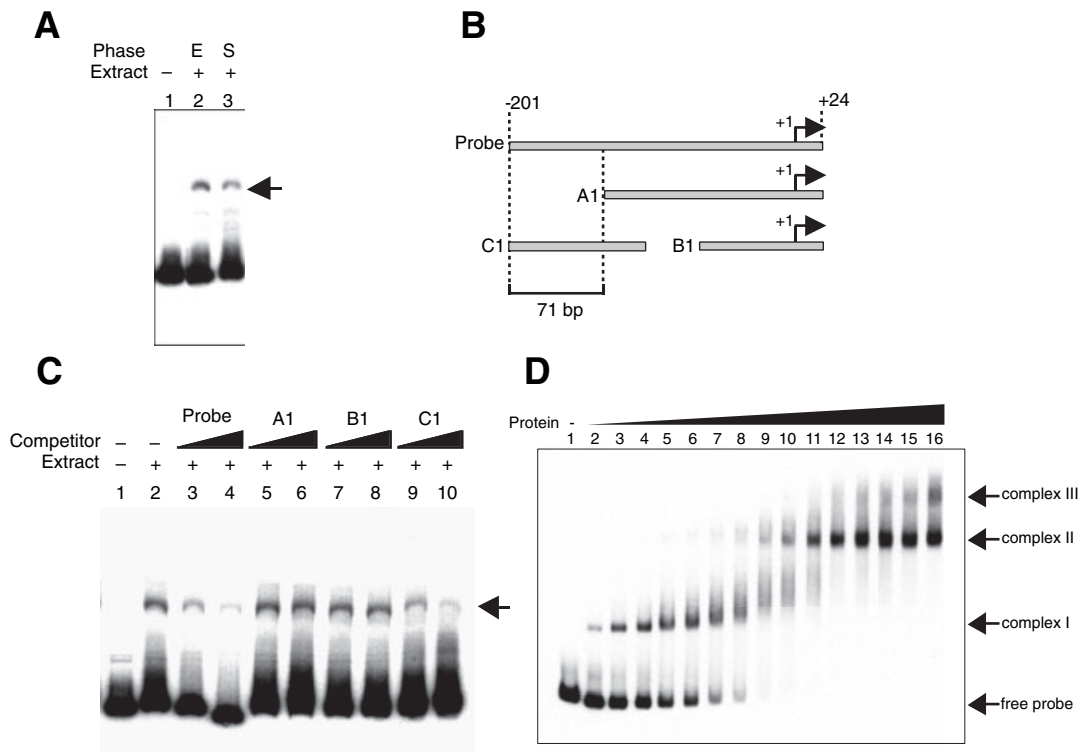 A
Phase E S
Extract – + +
1 2 3
B
-201
+24
+1
Probe
+1
A1
+1
C1
B1
71 bp
C
Probe A1 B1 C1
Competitor – –
Extract – + + + + + + + + +
1 2 3 4 5 6 7 8 9 10
D
Protein -
1 2 3 4 5 6 7 8 9 10 11 12 13 14 15 16
complex III
complex II
complex I
free probe